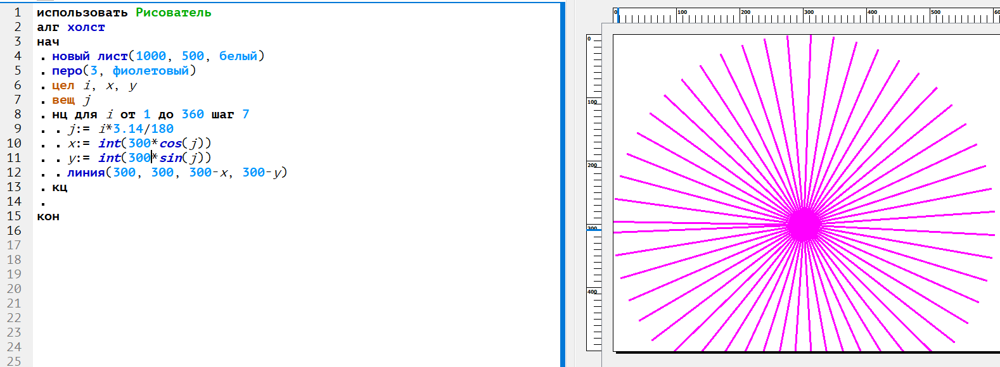 1 использовать Рисователь
2 алг холст
3 нач
4 . новый лист(1000, 500, белый)
5 . перо(3, фиолетовый)
6 . цел i, x, y
7 . вещ j
8 . нц для i от 1 до 360 шаг 7
9 . . j:= i*3.14/180
10 . . x:= int(300*cos(j))
11 . . y:= int(300*sin(j))
12 . . линия(300, 300, 300-x, 300-y)
13 . кц
14 .
15 кон
16
17
18
19
20
21
22
23
24
25
0 100 200 300 400 500 60
0
100
200
300
400